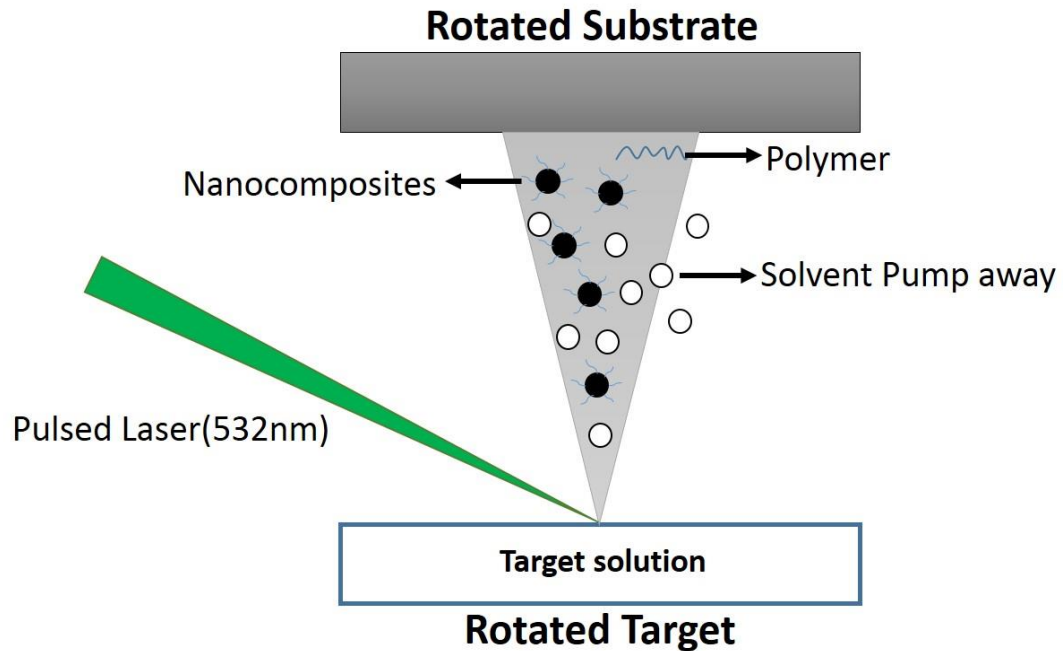 Rotated Substrate
Polymer
Nanocomposites
Solvent Pump away
Pulsed Laser(532nm)
Target solution
Rotated Target